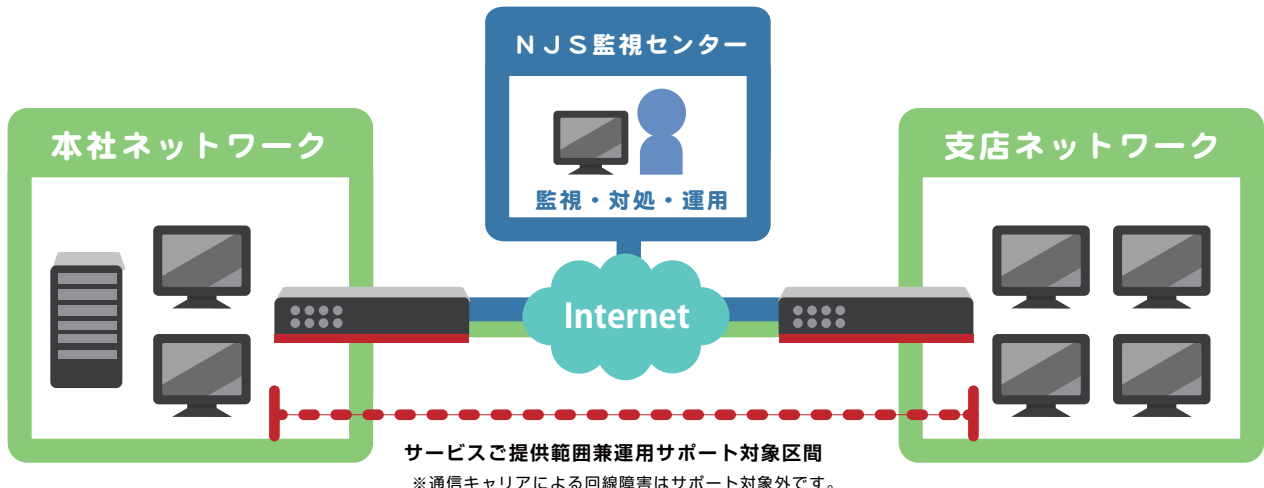 NJS監視センター
監視・対処・運用
本社ネットワーク
支店ネットワーク
Internet
サービスご提供範囲兼運用サポート対象区間
※通信キャリアによる回線障害はサポート対象外です。